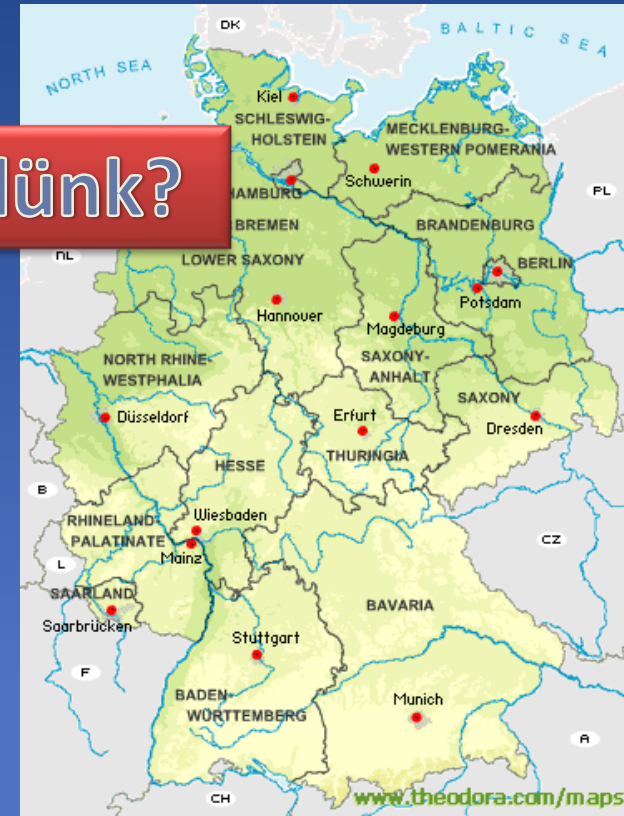 DK
BALTIC SEA
NORTH SEA
Kiel
SCHLESWIG-
HOLSTEIN
MECKLENBURG-
WESTERN POMERANIA
lünk?
Schwerin
HAMBURG
PL
BREMEN
BRANDENBURG
NL
LOWER SAXONY
BERLIN
Potsdam
Hannover
Magdeburg
NORTH RHINE-
WESTPHALIA
SAXONY-
ANHALT
SAXONY
Düsseldorf
Erfurt
Dresden
THURINGIA
HESSE
B
Wiesbaden
RHINELAND-
PALATINATE
CZ
Mainz
L
SAARLAND
BAVARIA
Saarbrücken
Stuttgart
F
BADEN-
WÜRTTEMBERG
Munich
A
CH
www.theodora.com/maps